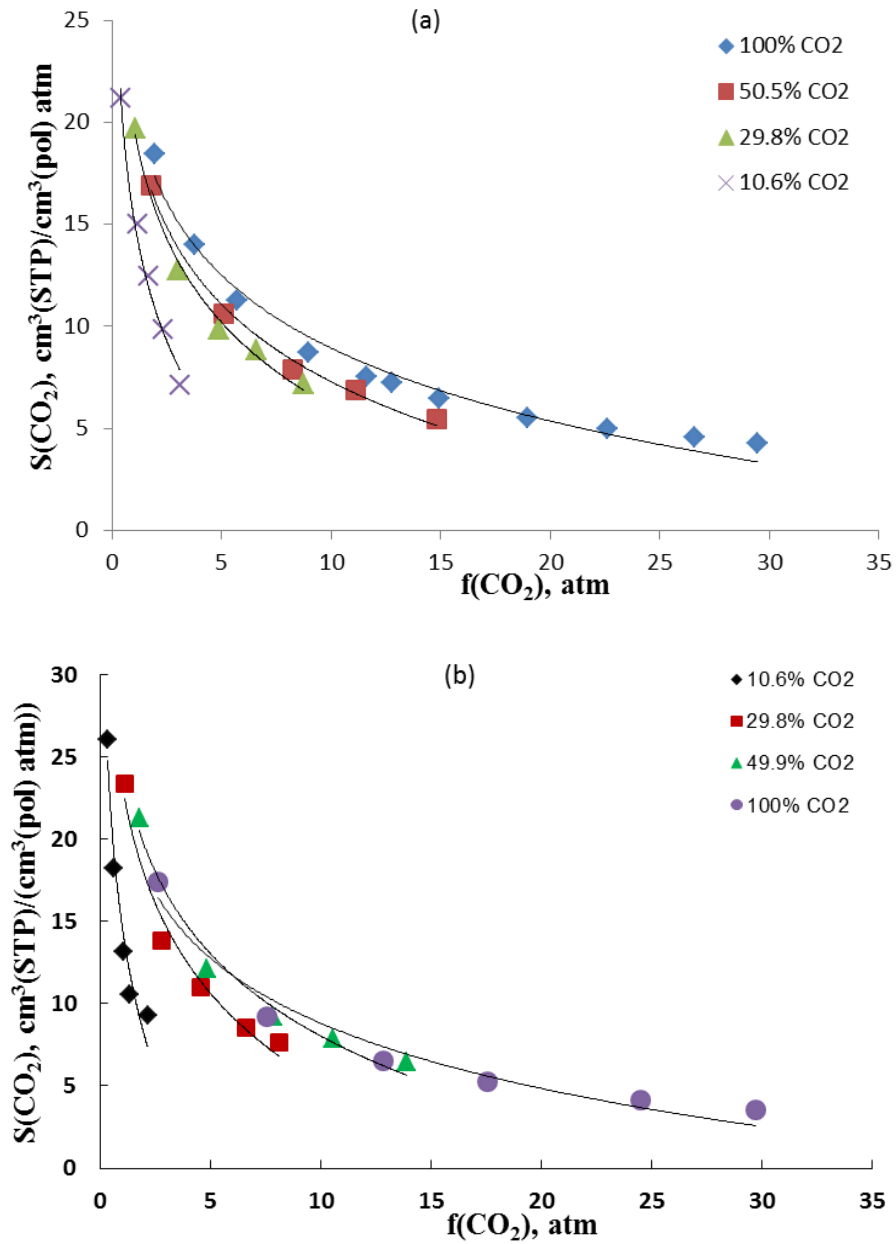 (a)
S(CO₂), cm³(STP)/cm³(pol) atm
25
20
15
10
5
0
0 5 10 15 20 25 30 35
f(CO₂), atm
100% CO2
50.5% CO2
29.8% CO2
10.6% CO2
(b)
S(CO₂), cm³(STP)/(cm³(pol) atm))
30
25
20
15
10
5
0
0 5 10 15 20 25 30 35
f(CO₂), atm
10.6% CO2
29.8% CO2
49.9% CO2
100% CO2